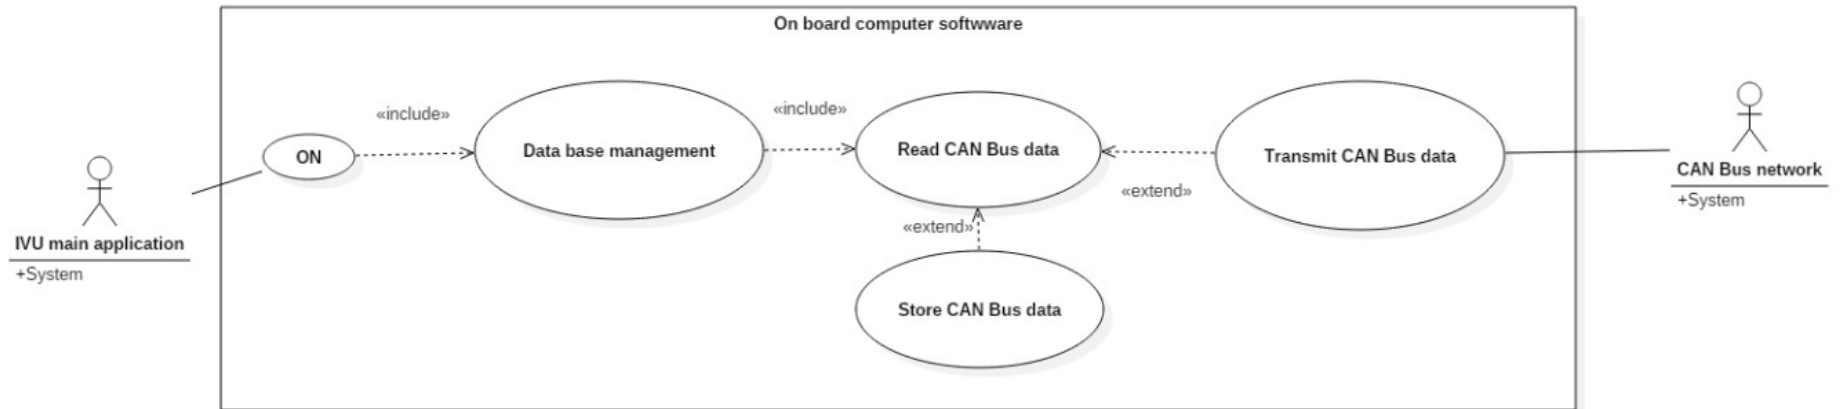 On board computer softwware
«include»
«include»
ON
Data base management
Read CAN Bus data
Transmit CAN Bus data
CAN Bus network
+System
«extend»
«extend»
IVU main application
+System
Store CAN Bus data